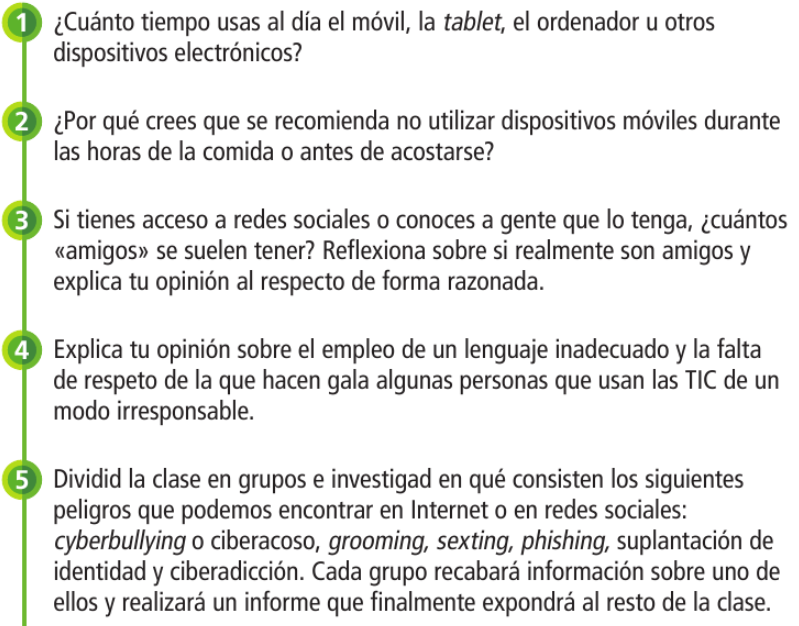 1 ¿Cuánto tiempo usas al día el móvil, la tablet, el ordenador u otros
dispositivos electrónicos?
2 ¿Por qué crees que se recomienda no utilizar dispositivos móviles durante
las horas de la comida o antes de acostarse?
3 Si tienes acceso a redes sociales o conoces a gente que lo tenga, ¿cuántos
«amigos» se suelen tener? Reflexiona sobre si realmente son amigos y
explica tu opinión al respecto de forma razonada.
4 Explica tu opinión sobre el empleo de un lenguaje inadecuado y la falta
de respeto de la que hacen gala algunas personas que usan las TIC de un
modo irresponsable.
5 Dividid la clase en grupos e investigad en qué consisten los siguientes
peligros que podemos encontrar en Internet o en redes sociales:
cyberbullying o ciberacoso, grooming, sexting, phishing, suplantación de
identidad y ciberadicción. Cada grupo recabará información sobre uno de
ellos y realizará un informe que finalmente expondrá al resto de la clase.